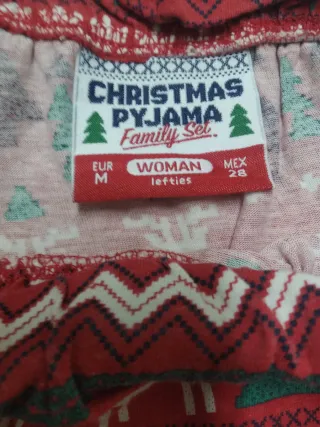 CHRISTMAS
PYJAMA
Family Set.
EUR
M
WOMAN
lefties
MEX
28